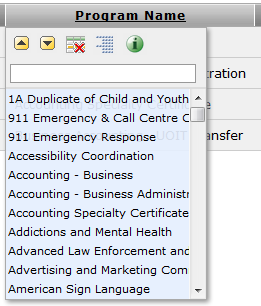 Program Name
1A Duplicate of Child and Youth
911 Emergency & Call Centre C
911 Emergency Response
Accessibility Coordination
Accounting - Business
Accounting - Business Administr
Accounting Specialty Certificate
Addictions and Mental Health
Advanced Law Enforcement and
Advertising and Marketing Com
American Sign Language
tration
ansfer